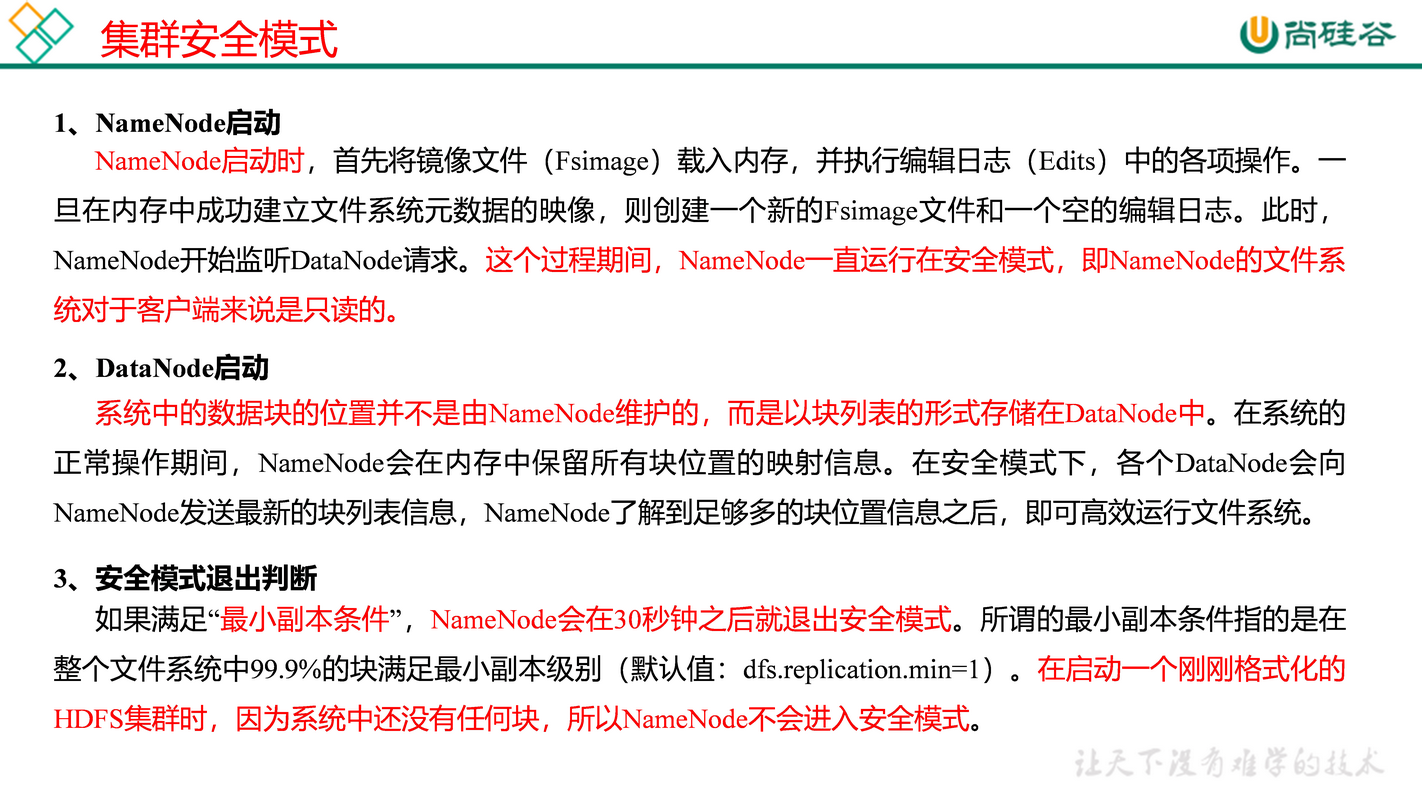 集群安全模式
尚硅谷
1、NameNode启动
NameNode启动时，首先将镜像文件（Fsimage）载入内存，并执行编辑日志（Edits）中的各项操作。一
旦在内存中成功建立文件系统元数据的映像，则创建一个新的Fsimage文件和一个空的编辑日志。此时，
NameNode开始监听DataNode请求。这个过程期间，NameNode一直运行在安全模式，即NameNode的文件系
统对于客户端来说是只读的。
2、DataNode启动
系统中的数据块的位置并不是由NameNode维护的，而是以块列表的形式存储在DataNode中。在系统的
正常操作期间，NameNode会在内存中保留所有块位置的映射信息。在安全模式下，各个DataNode会向
NameNode发送最新的块列表信息，NameNode了解到足够多的块位置信息之后，即可高效运行文件系统。
3、安全模式退出判断
如果满足“最小副本条件”，NameNode会在30秒钟之后就退出安全模式。所谓的最小副本条件指的是在
整个文件系统中99.9%的块满足最小副本级别（默认值：dfs.replication.min=1）。在启动一个刚刚格式化的
HDFS集群时，因为系统中还没有任何块，所以NameNode不会进入安全模式。
让天下没有难学的技术